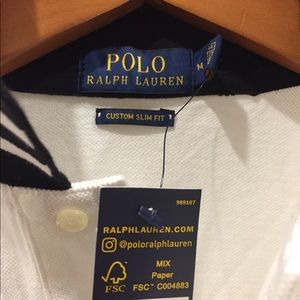 POLO
RALPH LAUREN
M
CUSTOM SLIM FIT
989167
RALPHLAUREN.COM
@poloralphlauren
FSC
MIX
Paper
FSC™ C004883